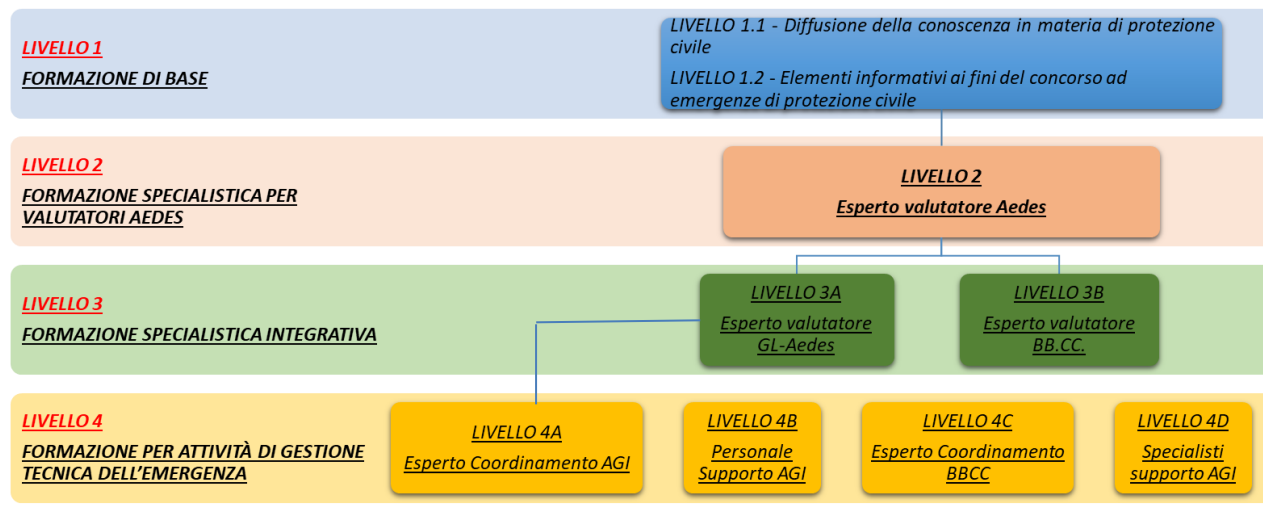 LIVELLO 1
FORMAZIONE DI BASE
LIVELLO 1.1 - Diffusione della conoscenza in materia di protezione
civile
LIVELLO 1.2 - Elementi informativi ai fini del concorso ad
emergenze di protezione civile
LIVELLO 2
FORMAZIONE SPECIALISTICA PER
VALUTATORI AEDES
LIVELLO 2
Esperto valutatore Aedes
LIVELLO 3
FORMAZIONE SPECIALISTICA INTEGRATIVA
LIVELLO 3A
Esperto valutatore
GL-Aedes
LIVELLO 3B
Esperto valutatore
BB.CC.
LIVELLO 4
FORMAZIONE PER ATTIVITÀ DI GESTIONE
TECNICA DELL'EMERGENZA
LIVELLO 4A
Esperto Coordinamento AGI
LIVELLO 4B
Personale
Supporto AGI
LIVELLO 4C
Esperto Coordinamento
BBCC
LIVELLO 4D
Specialisti
supporto AGI